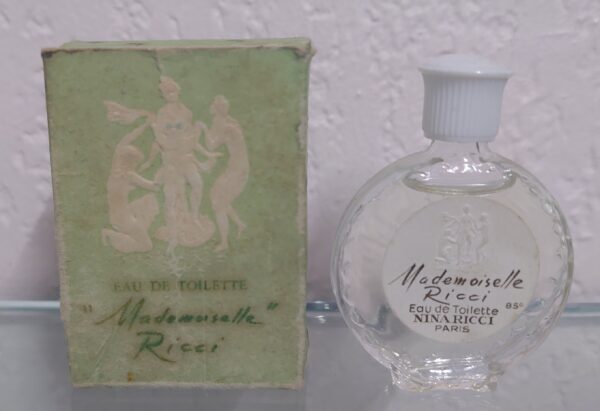 EAU DE TOILETTE
"Mademoiselle"
Ricci
Mademoiselle
Ricci
Eau de Toilette 85°
NINA RICCI
PARIS